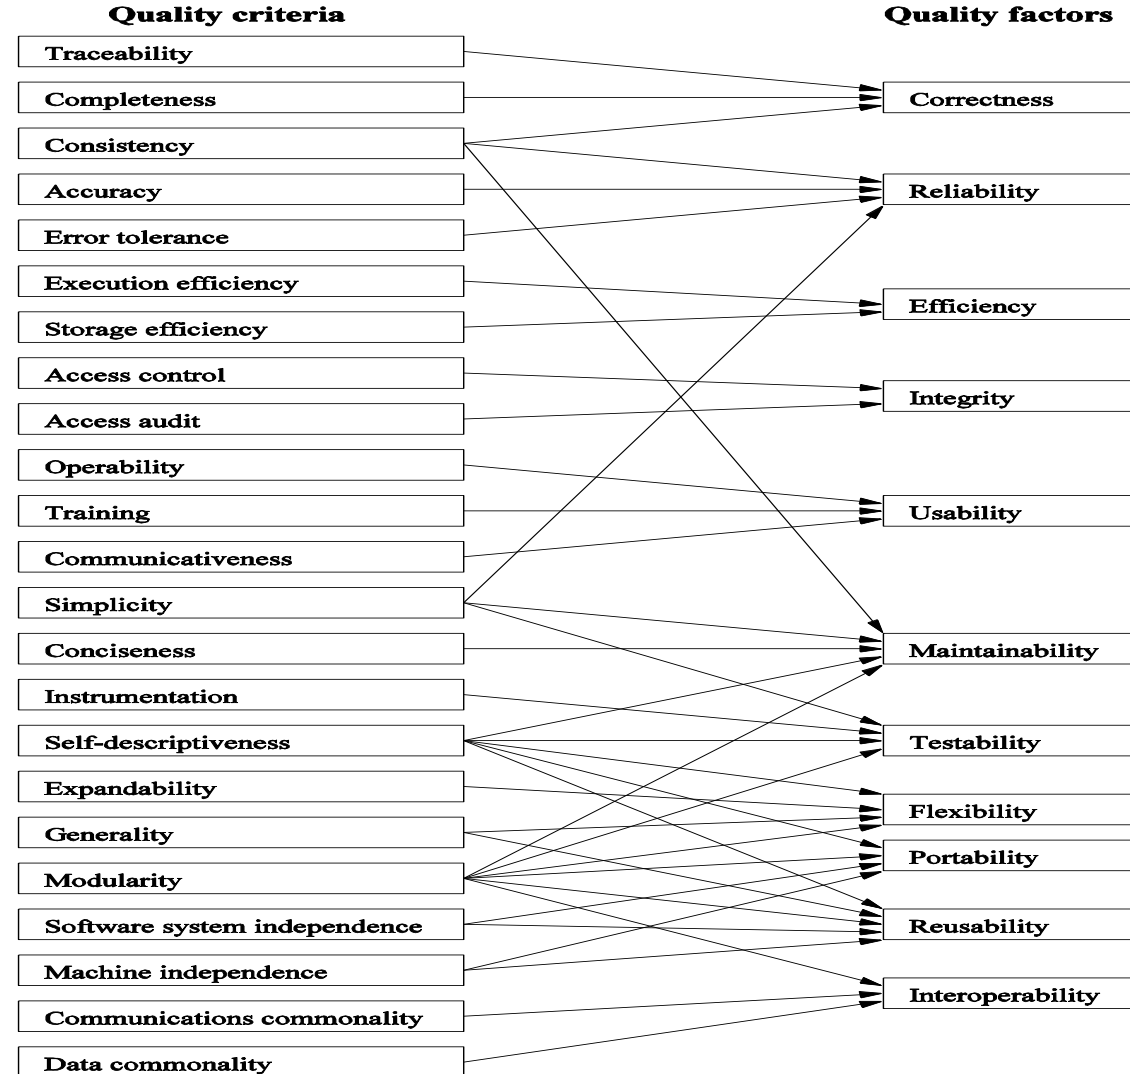 Quality criteria
Quality factors
Traceability
Completeness
Correctness
Consistency
Accuracy
Reliability
Error tolerance
Execution efficiency
Efficiency
Storage efficiency
Access control
Integrity
Access audit
Operability
Training
Usability
Communicativeness
Simplicity
Conciseness
Maintainability
Instrumentation
Self-descriptiveness
Testability
Expandability
Flexibility
Generality
Portability
Modularity
Software system independence
Reusability
Machine independence
Interoperability
Communications commonality
Data commonality